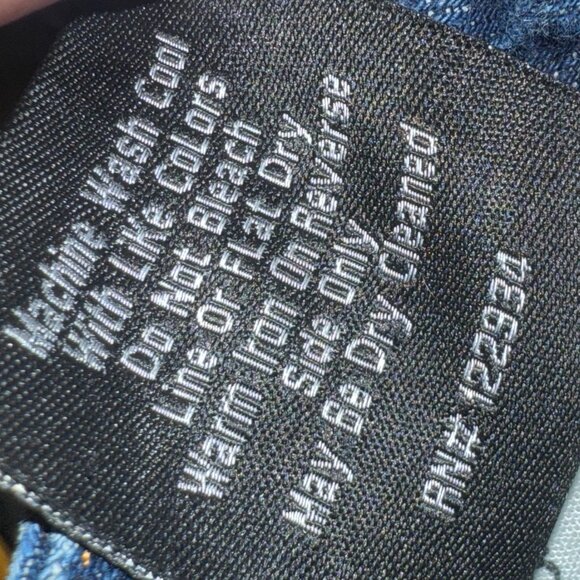 Machine Wash Cool
With Like Colors
Do Not Bleach
Line Or Flat Dry
Warm Iron On Reverse
Side Only
May Be Dry Cleaned
RN# 122934